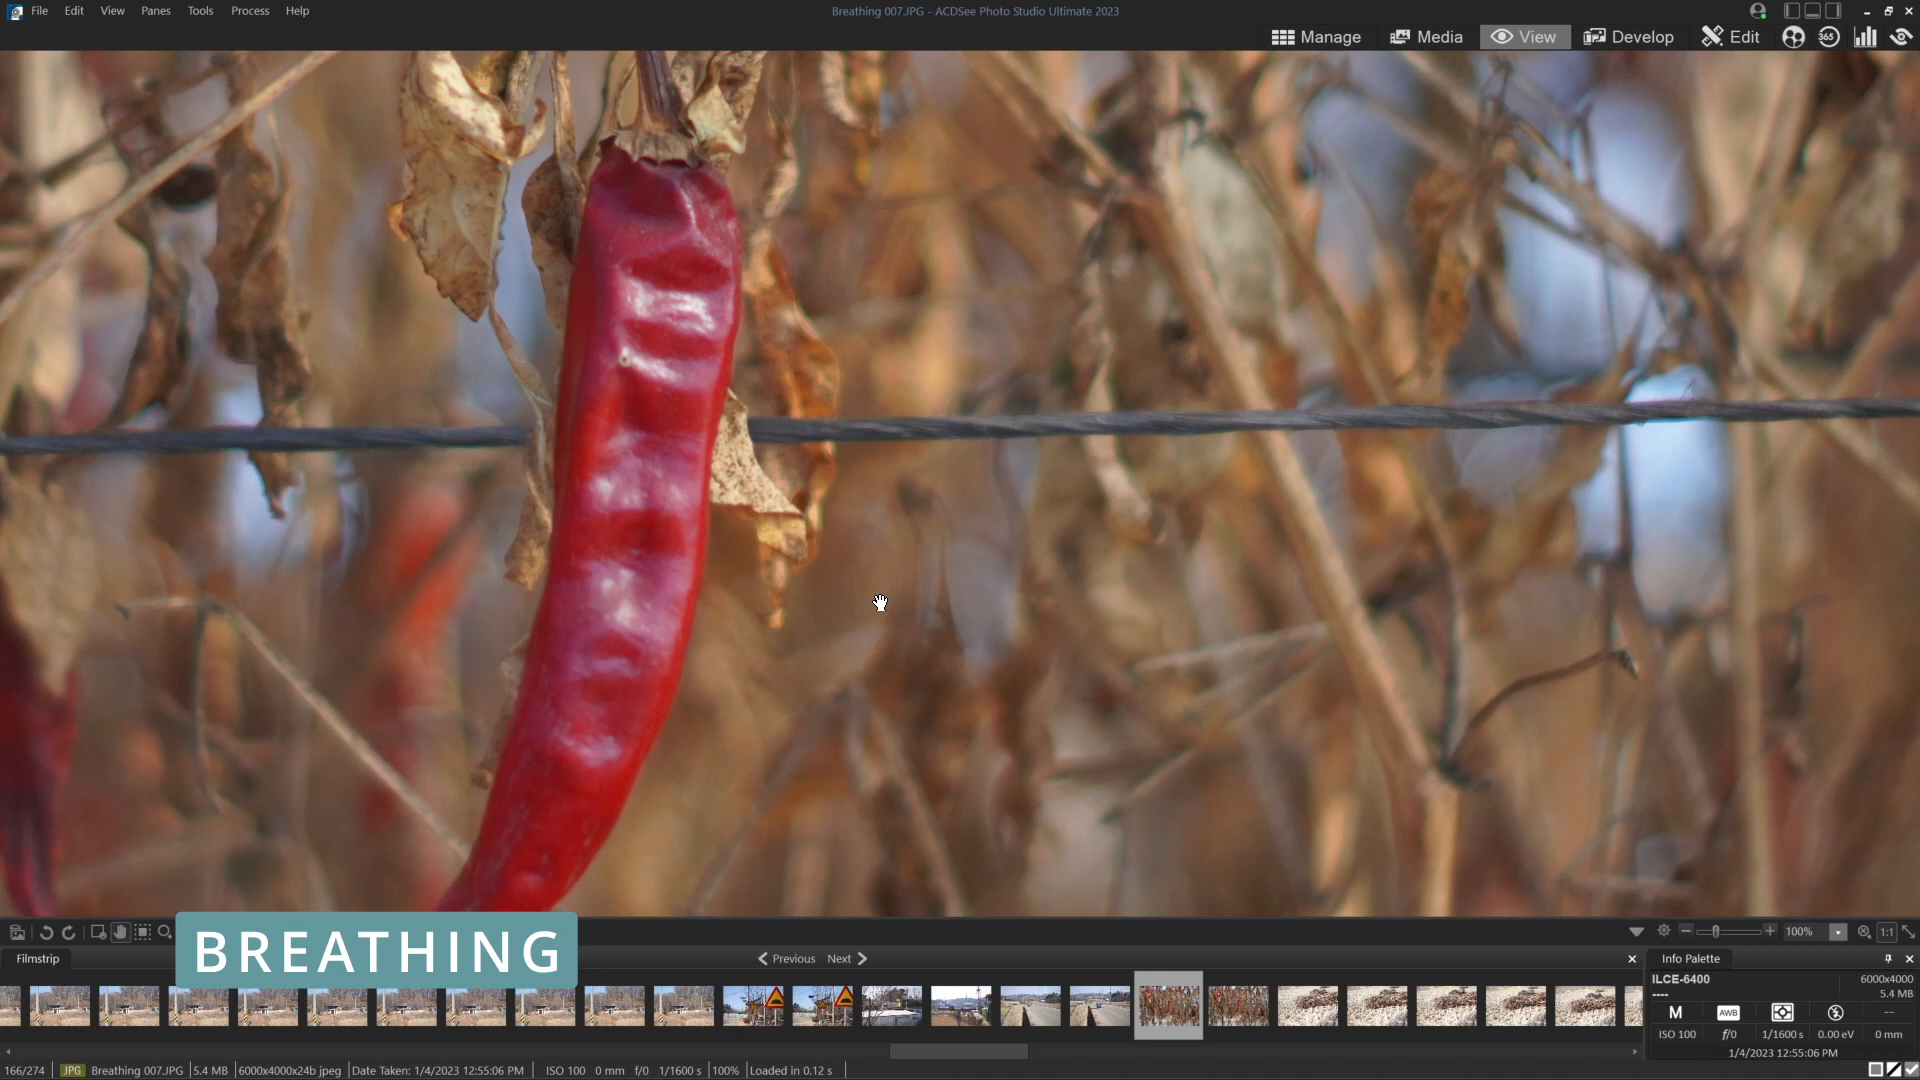 File Edit View Panes Tools Process Help
Breathing 007.JPG - ACDSee Photo Studio Ultimate 2023
Manage Media View Develop Edit 365
BREATHING
100% 1:1
Filmstrip
Previous Next
Info Palette
ILCE-6400 6000x4000
---- 5.4 MB
M AWB --
ISO 100 f/0 1/1600 s 0.00 eV 0 mm
1/4/2023 12:55:06 PM
166/274 JPG Breathing 007.JPG 5.4 MB 6000x4000x24b jpeg Date Taken: 1/4/2023 12:55:06 PM ISO 100 0 mm f/0 1/1600 s 100% Loaded in 0.12 s